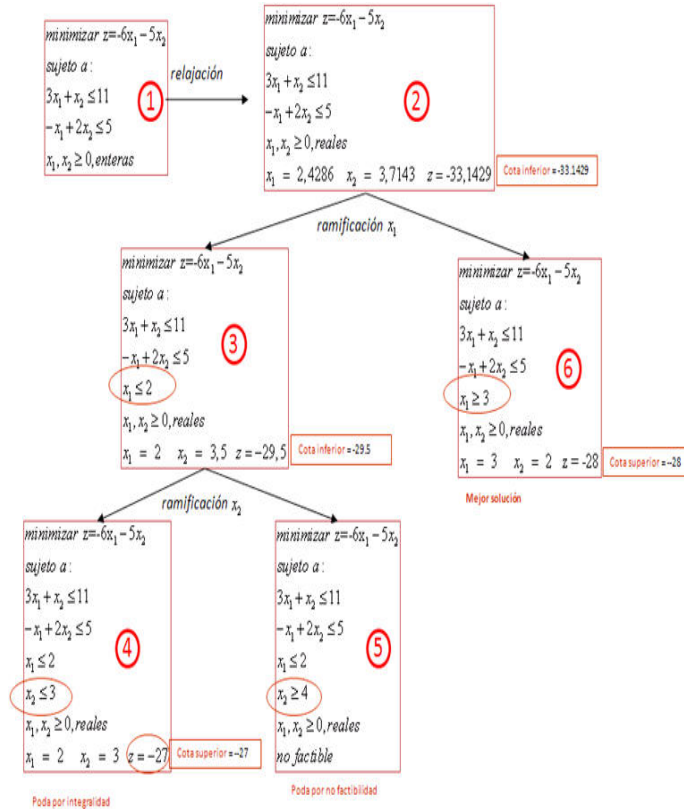 minimizar z=-6x₁-5x₂
sujeto a:
3x₁+x₂≤11
-x₁+2x₂≤5
x₁,x₂≥0,enteras
1
relajación
minimizar z=-6x₁-5x₂
sujeto a:
3x₁+x₂≤11
-x₁+2x₂≤5
x₁,x₂≥0,reales
x₁ = 2,4286 x₂ = 3,7143 z=-33,1429
2
Cota inferior = -33.1429
ramificación x₁
minimizar z=-6x₁-5x₂
sujeto a:
3x₁+x₂≤11
-x₁+2x₂≤5
x₁≤2
x₁,x₂≥0,reales
x₁ = 2 x₂ = 3,5 z=-29,5
3
Cota inferior = -29.5
minimizar z=-6x₁-5x₂
sujeto a:
3x₁+x₂≤11
-x₁+2x₂≤5
x₁≥3
x₁,x₂≥0,reales
x₁ = 3 x₂ = 2 z=-28
6
Cota superior = --28
Mejor solución
ramificación x₂
minimizar z=-6x₁-5x₂
sujeto a:
3x₁+x₂≤11
-x₁+2x₂≤5
x₁≤2
x₂≤3
x₁,x₂≥0,reales
x₁ = 2 x₂ = 3 z=-27
4
Cota superior = --27
Poda por integralidad
minimizar z=-6x₁-5x₂
sujeto a:
3x₁+x₂≤11
-x₁+2x₂≤5
x₁≤2
x₂≥4
x₁,x₂≥0,reales
no factible
5
Poda por no factibilidad